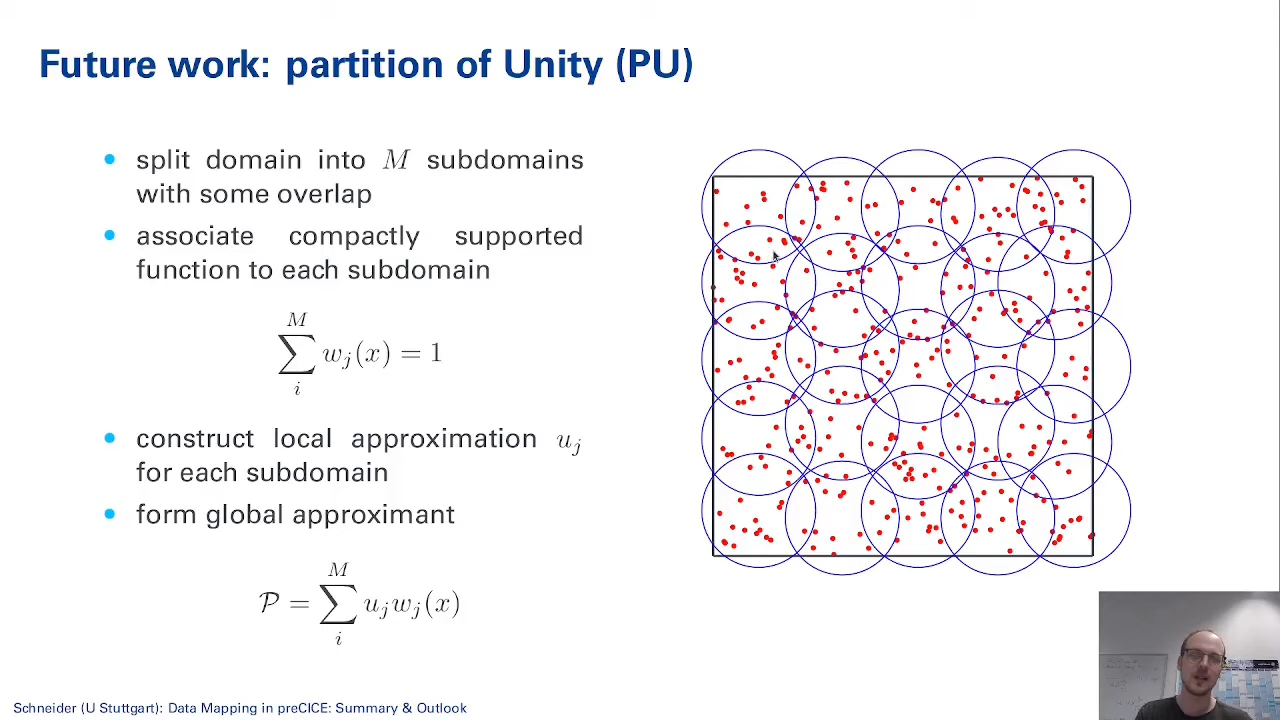 Future work: partition of Unity (PU)
split domain into M subdomains
with some overlap
associate compactly supported
function to each subdomain
M
∑ w_j(x) = 1
i
construct local approximation u_j
for each subdomain
form global approximant
M
𝒫 = ∑ u_j w_j(x)
i
Schneider (U Stuttgart): Data Mapping in preCICE: Summary & Outlook